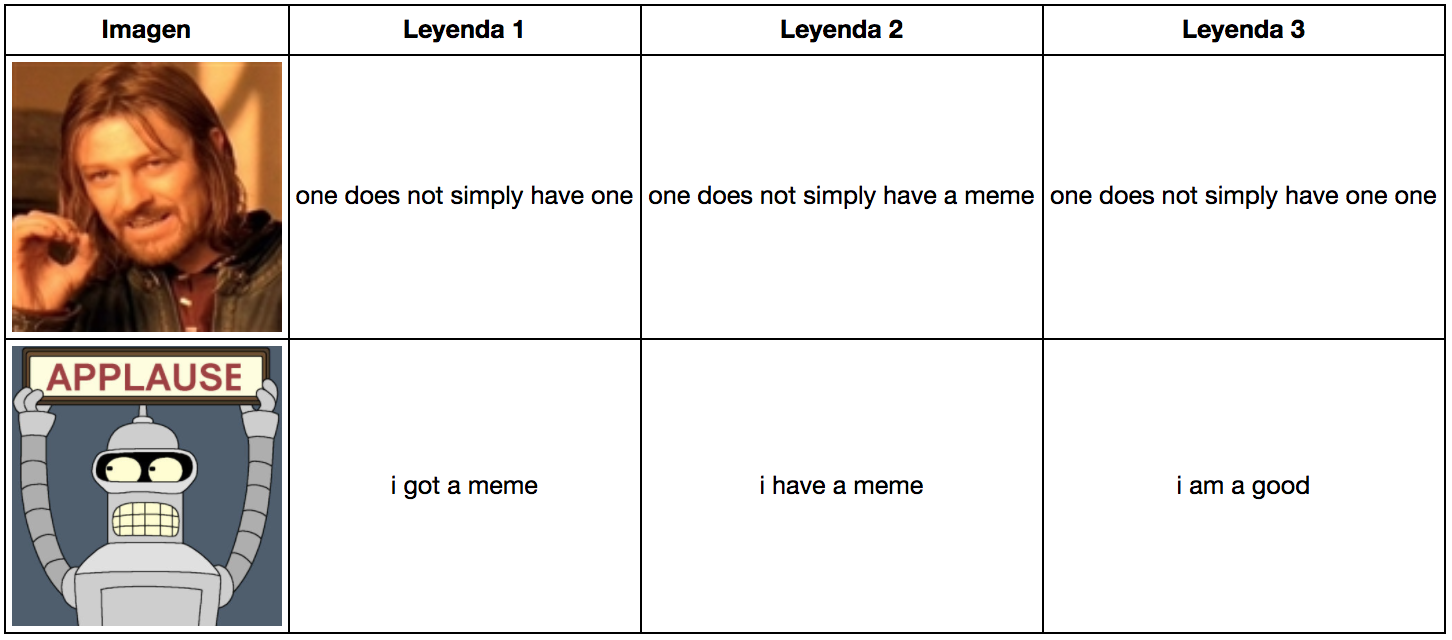 Imagen Leyenda 1 Leyenda 2 Leyenda 3
one does not simply have one one does not simply have a meme one does not simply have one one
APPLAUSE
i got a meme i have a meme i am a good